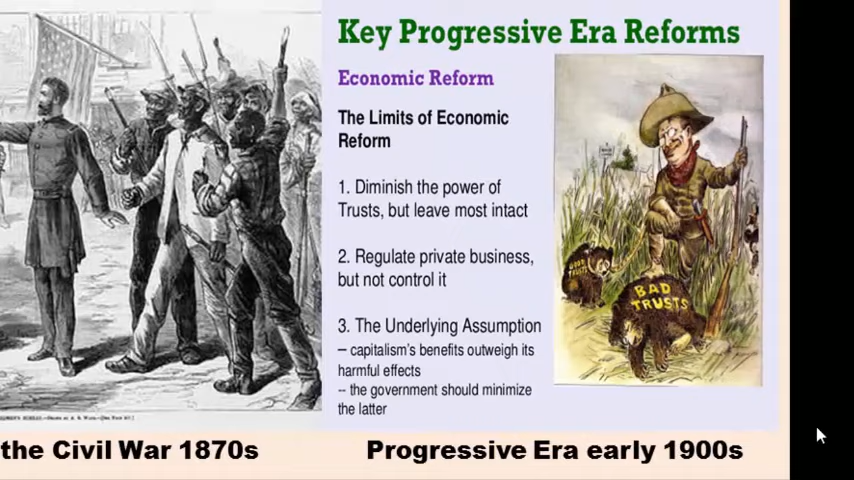 Key Progressive Era Reforms
Economic Reform
The Limits of Economic
Reform
1. Diminish the power of
Trusts, but leave most intact
2. Regulate private business,
but not control it
3. The Underlying Assumption
– capitalism's benefits outweigh its
harmful effects
-- the government should minimize
the latter
GOOD
TRUSTS
BAD
TRUSTS
the Civil War 1870s
Progressive Era early 1900s